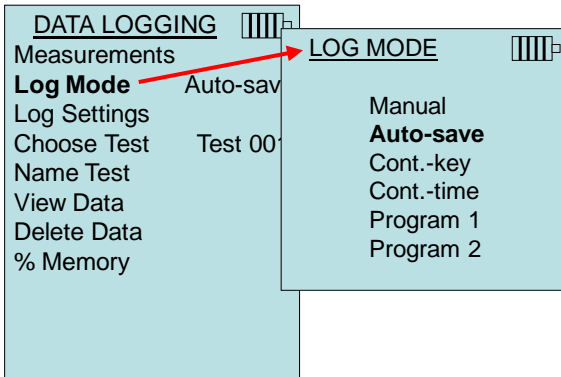 DATA LOGGING
Measurements
Log Mode Auto-sav
Log Settings
Choose Test Test 001
Name Test
View Data
Delete Data
% Memory
LOG MODE
Manual
Auto-save
Cont.-key
Cont.-time
Program 1
Program 2